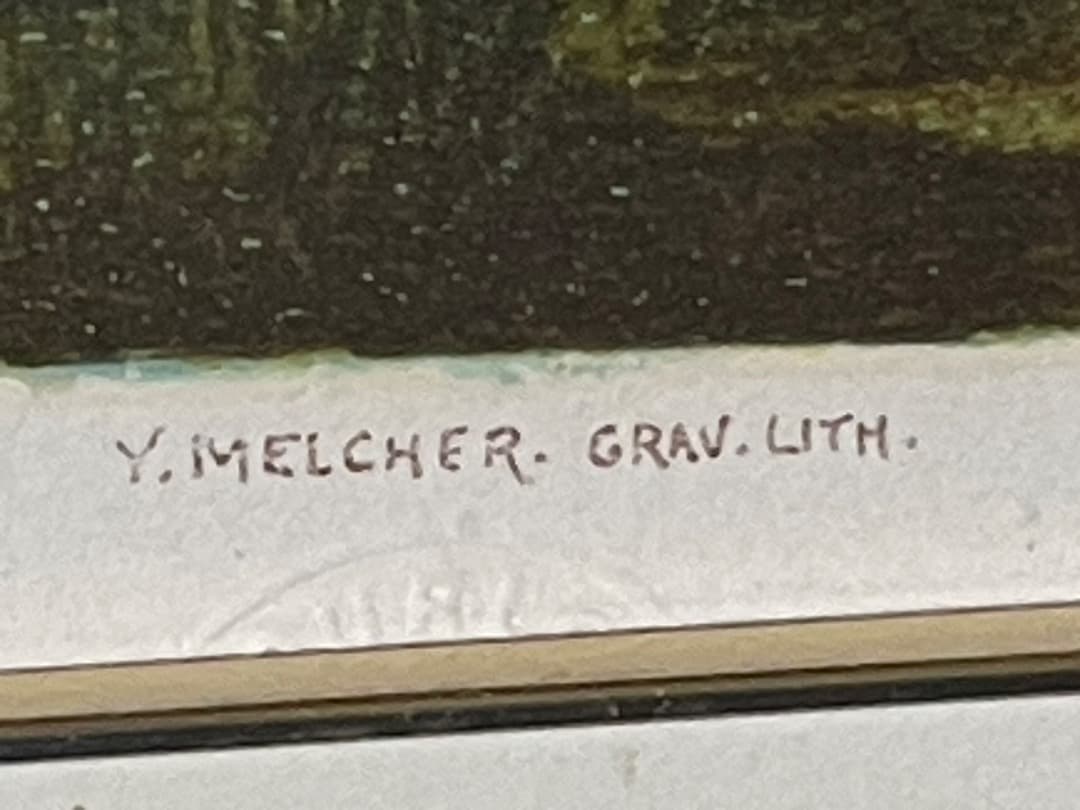 Y. MELCHER. GRAV. LITH.